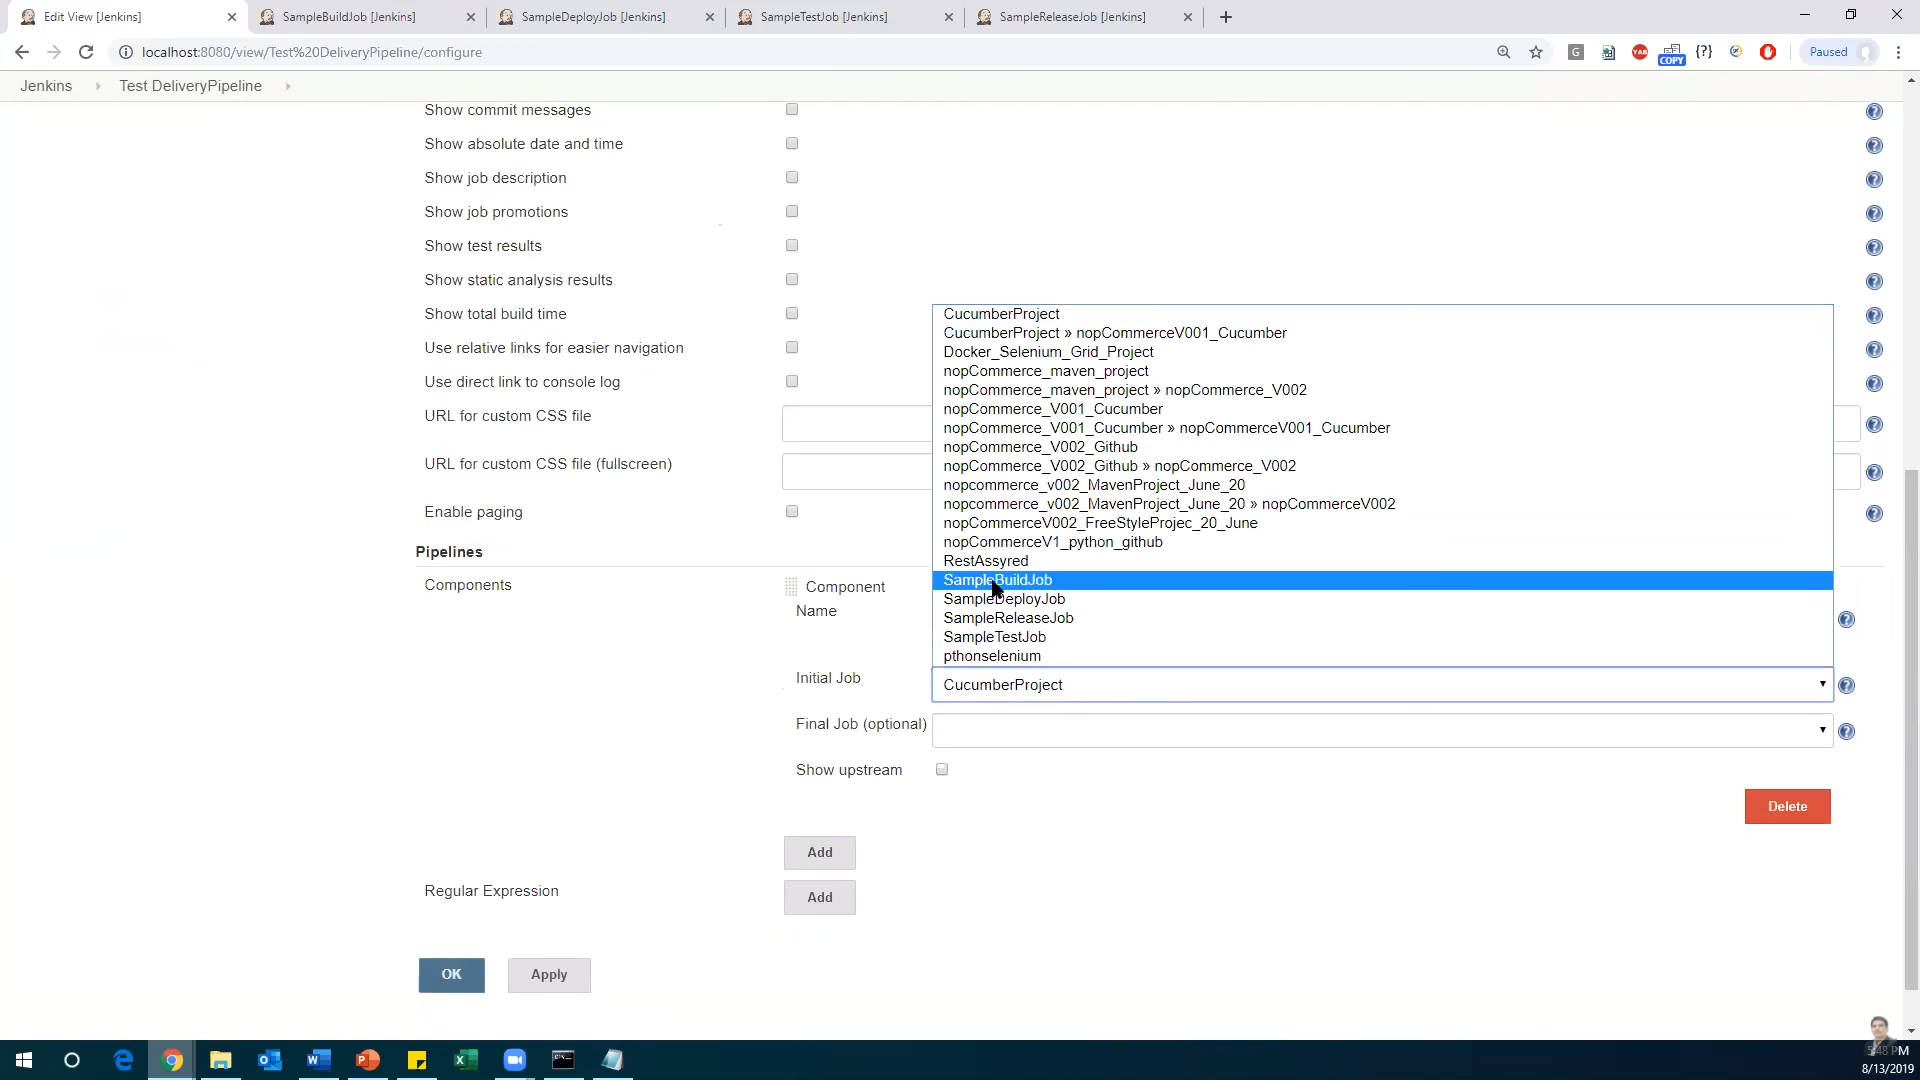 Edit View [Jenkins]
SampleBuildJob [Jenkins]
SampleDeployJob [Jenkins]
SampleTestJob [Jenkins]
SampleReleaseJob [Jenkins]
localhost:8080/view/Test%20DeliveryPipeline/configure
G
YAB
COPY
{?}
Paused
Jenkins
Test DeliveryPipeline
Show commit messages
Show absolute date and time
Show job description
Show job promotions
Show test results
Show static analysis results
Show total build time
Use relative links for easier navigation
Use direct link to console log
URL for custom CSS file
URL for custom CSS file (fullscreen)
Enable paging
CucumberProject
CucumberProject » nopCommerceV001_Cucumber
Docker_Selenium_Grid_Project
nopCommerce_maven_project
nopCommerce_maven_project » nopCommerce_V002
nopCommerce_V001_Cucumber
nopCommerce_V001_Cucumber » nopCommerceV001_Cucumber
nopCommerce_V002_Github
nopCommerce_V002_Github » nopCommerce_V002
nopcommerce_v002_MavenProject_June_20
nopcommerce_v002_MavenProject_June_20 » nopCommerceV002
nopCommerceV002_FreeStyleProjec_20_June
nopCommerceV1_python_github
RestAssyred
SampleBuildJob
SampleDeployJob
SampleReleaseJob
SampleTestJob
pthonselenium
Pipelines
Components
Component
Name
Initial Job
CucumberProject
Final Job (optional)
Show upstream
Delete
Add
Regular Expression
Add
OK
Apply
5:48 PM
8/13/2019